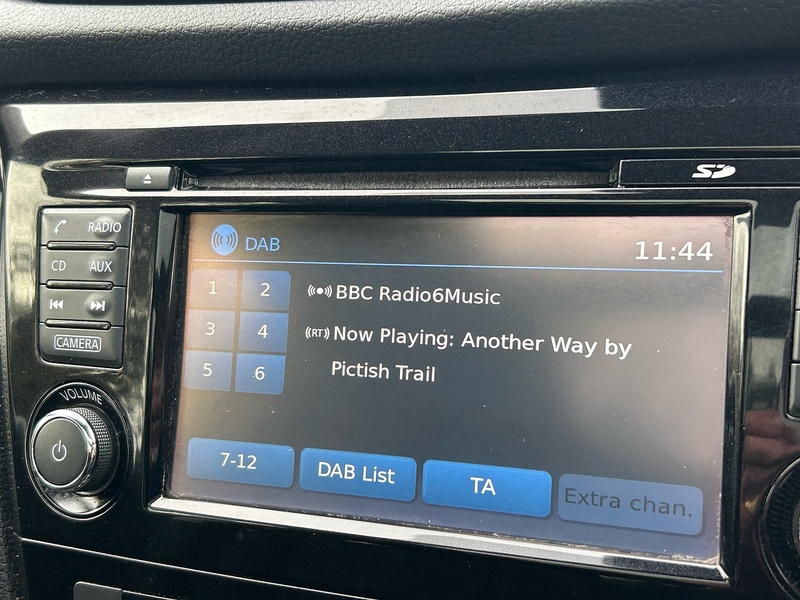 SD
RADIO
CD AUX
CAMERA
VOLUME
DAB
11:44
1 2
3 4
5 6
BBC Radio6Music
(RT) Now Playing: Another Way by
Pictish Trail
7-12
DAB List
TA
Extra chan.